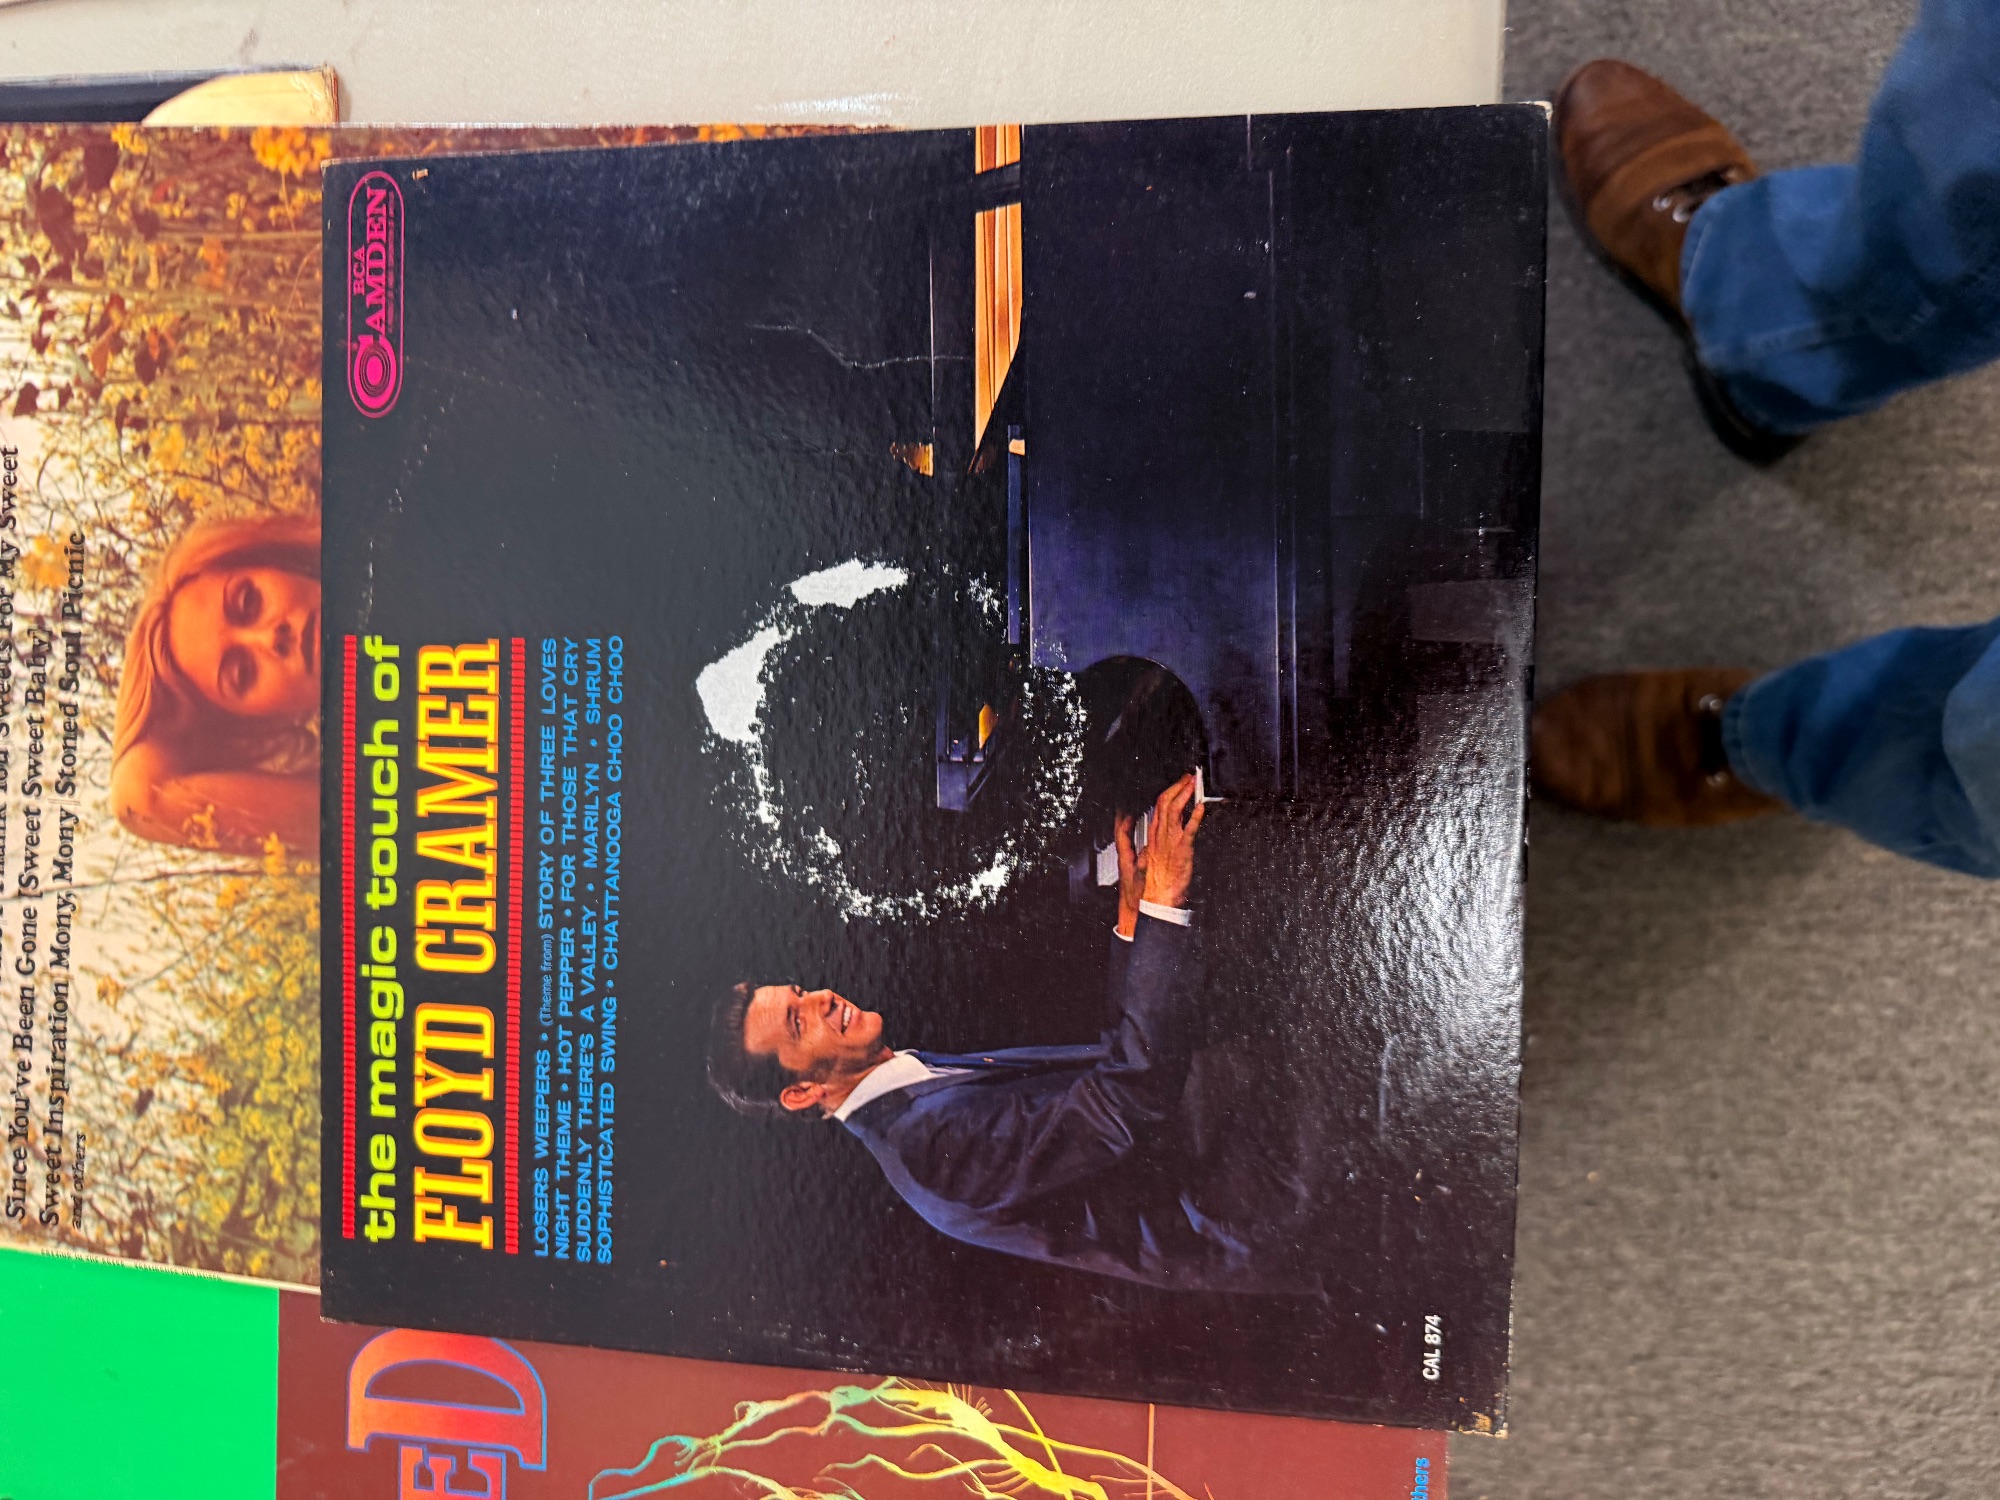 Since You've Been Gone [Sweet Sweet Baby]
Sweet Inspiration Mony, Mony Stoned Soul Picnic
and others
RCA
CAMDEN
the magic touch of
FLOYD CRAMER
LOSERS WEEPERS • (Theme from) STORY OF THREE LOVES
NIGHT THEME • HOT PEPPER • FOR THOSE THAT CRY
SUDDENLY THERE'S A VALLEY • MARILYN • SHRUM
SOPHISTICATED SWING • CHATTANOOGA CHOO CHOO
CAL 874
ED
thers